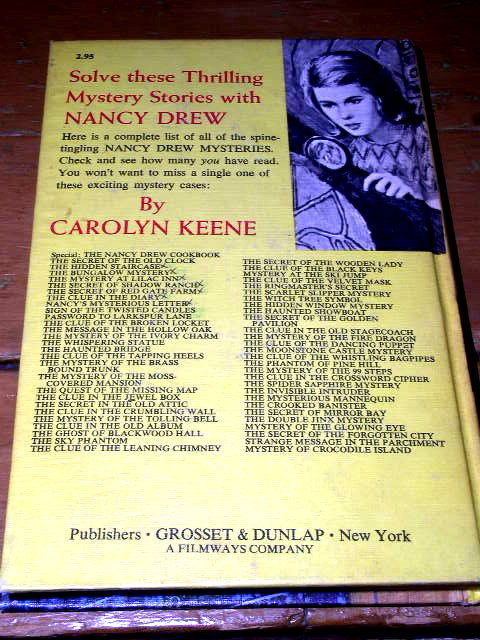 2.95
Solve these Thrilling
Mystery Stories with
NANCY DREW
Here is a complete list of all of the spine-
tingling NANCY DREW MYSTERIES.
Check and see how many you have read.
You won't want to miss a single one of
these exciting mystery cases:
By
CAROLYN KEENE
Special: THE NANCY DREW COOKBOOK
THE SECRET OF THE OLD CLOCK
THE HIDDEN STAIRCASE
THE BUNGALOW MYSTERY
THE MYSTERY AT LILAC INN
THE SECRET OF SHADOW RANCH
THE SECRET OF RED GATE FARM
THE CLUE IN THE DIARY
NANCY'S MYSTERIOUS LETTER
SIGN OF THE TWISTED CANDLES
PASSWORD TO LARKSPUR LANE
THE CLUE OF THE BROKEN LOCKET
THE MESSAGE IN THE HOLLOW OAK
THE MYSTERY OF THE IVORY CHARM
THE WHISPERING STATUE
THE HAUNTED BRIDGE
THE CLUE OF THE TAPPING HEELS
THE MYSTERY OF THE BRASS
BOUND TRUNK
THE MYSTERY OF THE MOSS-
COVERED MANSION
THE QUEST OF THE MISSING MAP
THE CLUE IN THE JEWEL BOX
THE SECRET IN THE OLD ATTIC
THE CLUE IN THE CRUMBLING WALL
THE MYSTERY OF THE TOLLING BELL
THE CLUE IN THE OLD ALBUM
THE GHOST OF BLACKWOOD HALL
THE SKY PHANTOM
THE CLUE OF THE LEANING CHIMNEY
THE SECRET OF THE WOODEN LADY
THE CLUE OF THE BLACK KEYS
MYSTERY AT THE SKI JUMP
THE CLUE OF THE VELVET MASK
THE RINGMASTER'S SECRET
THE SCARLET SLIPPER MYSTERY
THE WITCH TREE SYMBOL
THE HIDDEN WINDOW MYSTERY
THE HAUNTED SHOWBOAT
THE SECRET OF THE GOLDEN
PAVILION
THE CLUE IN THE OLD STAGECOACH
THE MYSTERY OF THE FIRE DRAGON
THE CLUE OF THE DANCING PUPPET
THE MOONSTONE CASTLE MYSTERY
THE CLUE OF THE WHISTLING BAGPIPES
THE PHANTOM OF PINE HILL
THE MYSTERY OF THE 99 STEPS
THE CLUE IN THE CROSSWORD CIPHER
THE SPIDER SAPPHIRE MYSTERY
THE INVISIBLE INTRUDER
THE MYSTERIOUS MANNEQUIN
THE CROOKED BANISTER
THE SECRET OF MIRROR BAY
THE DOUBLE JINX MYSTERY
MYSTERY OF THE GLOWING EYE
THE SECRET OF THE FORGOTTEN CITY
STRANGE MESSAGE IN THE PARCHMENT
MYSTERY OF CROCODILE ISLAND
Publishers · GROSSET & DUNLAP · New York
A FILMWAYS COMPANY